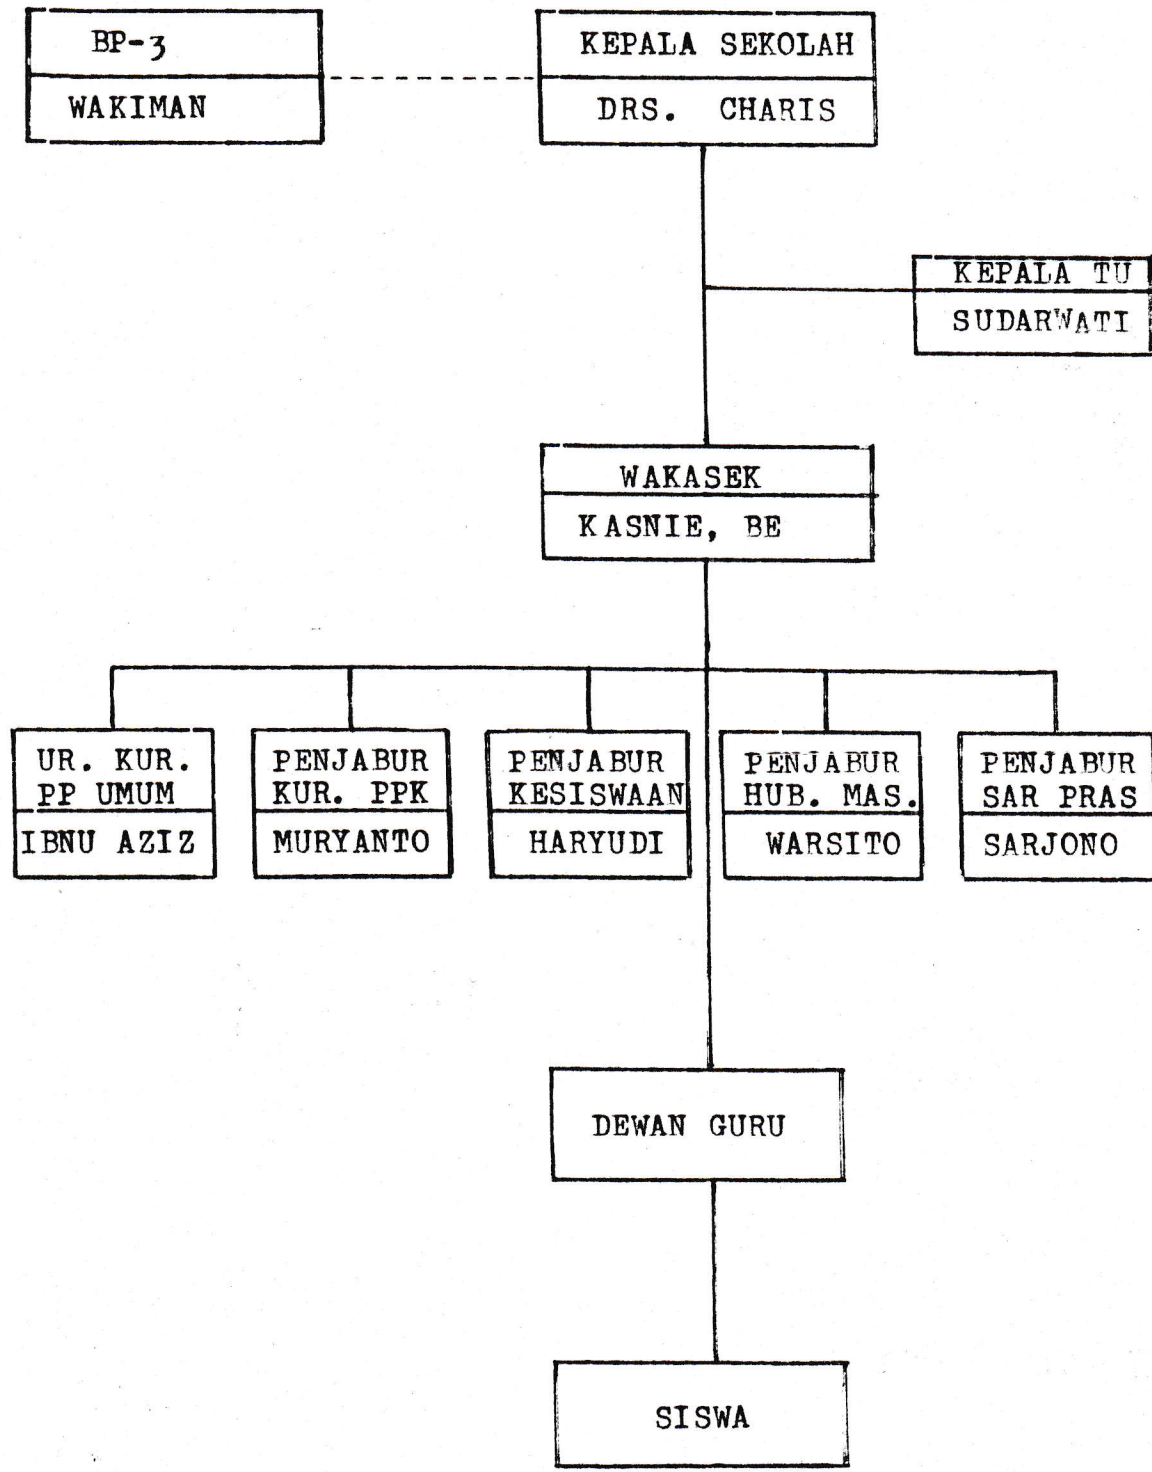 BP-3
WAKIMAN
KEPALA SEKOLAH
DRS. CHARIS
KEPALA TU
SUDARWATI
WAKASEK
KASNIE, BE
UR. KUR.
PP UMUM
IBNU AZIZ
PENJABUR
KUR. PPK
MURYANTO
PENJABUR
KESISWAAN
HARYUDI
PENJABUR
HUB. MAS.
WARSITO
PENJABUR
SAR PRAS
SARJONO
DEWAN GURU
SISWA